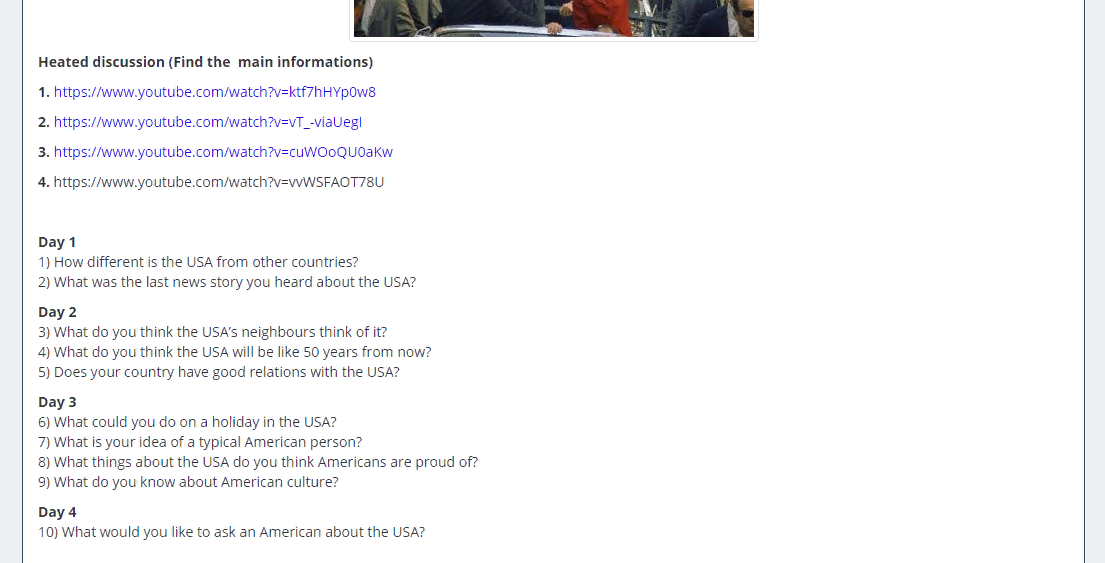 Heated discussion (Find the  main informations)
1. https://www.youtube.com/watch?v=ktf7hHYp0w8
2. https://www.youtube.com/watch?v=vT_-viaUegI
3. https://www.youtube.com/watch?v=cuWOoQU0aKw
4. https://www.youtube.com/watch?v=vvWSFAOT78U
Day 1
1) How different is the USA from other countries?
2) What was the last news story you heard about the USA?
Day 2
3) What do you think the USA’s neighbours think of it?
4) What do you think the USA will be like 50 years from now?
5) Does your country have good relations with the USA?
Day 3
6) What could you do on a holiday in the USA?
7) What is your idea of a typical American person?
8) What things about the USA do you think Americans are proud of?
9) What do you know about American culture?
Day 4
10) What would you like to ask an American about the USA?